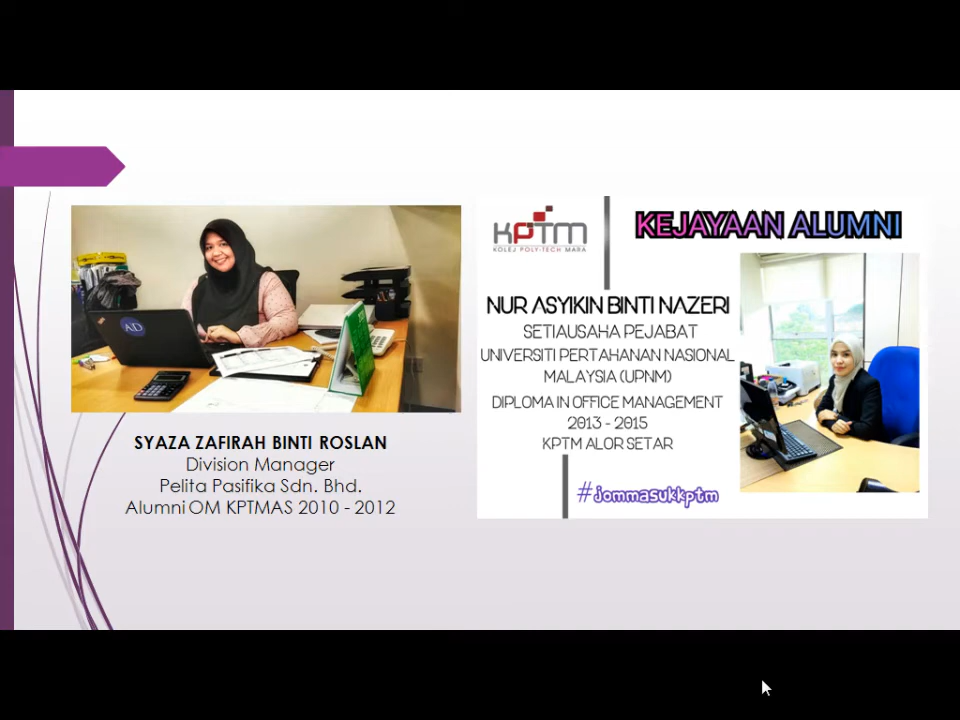 AD
SYAZA ZAFIRAH BINTI ROSLAN
Division Manager
Pelita Pasifika Sdn. Bhd.
Alumni OM KPTMAS 2010 - 2012
KPTM
KOLEJ POLY-TECH MARA
KEJAYAAN ALUMNI
NUR ASYIKIN BINTI NAZERI
SETIAUSAHA PEJABAT
UNIVERSITI PERTAHANAN NASIONAL
MALAYSIA (UPNM)
DIPLOMA IN OFFICE MANAGEMENT
2013 - 2015
KPTM ALOR SETAR
#jommasukkptm